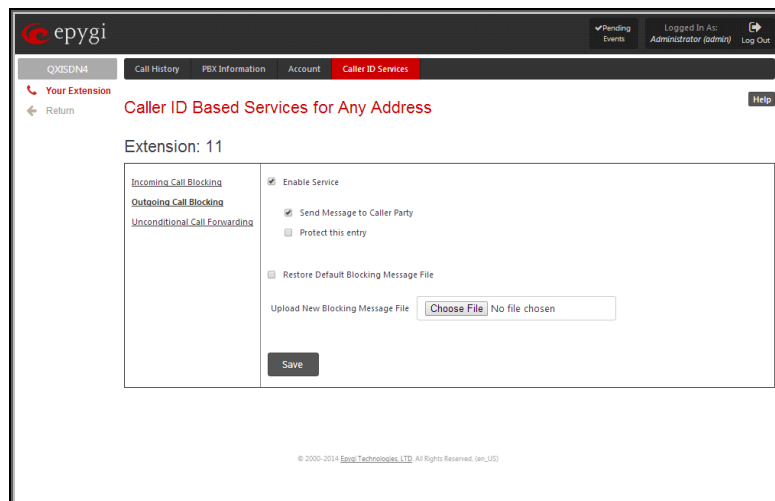 epygi
✔Pending Events
Logged In As:
Administrator (admin)
Log Out
QXISDN4
Call History
PBX Information
Account
Caller ID Services
Your Extension
Return
Caller ID Based Services for Any Address
Help
Extension: 11
Incoming Call Blocking
Outgoing Call Blocking
Unconditional Call Forwarding
Enable Service
Send Message to Caller Party
Protect this entry
Restore Default Blocking Message File
Upload New Blocking Message File
Choose File No file chosen
Save
© 2000-2014 Epygi Technologies, LTD. All Rights Reserved. (en_US)